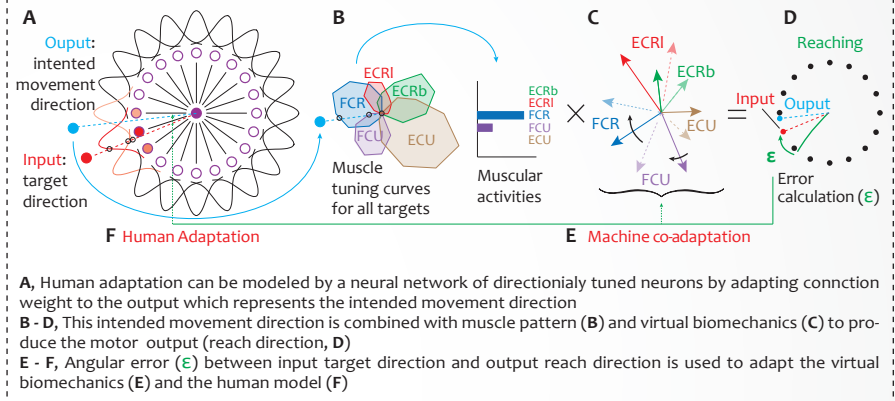 A
B
C
D
Ouput:
intented
movement
direction
Input:
target
direction
F Human Adaptation
ECRl
FCR
ECRb
FCU
ECU
Muscle
tuning curves
for all targets
ECRb
ECRl
FCR
FCU
ECU
Muscular
activities
×
ECRl
ECRb
FCR
ECU
FCU
E Machine co-adaptation
=
Reaching
Input
Ouput
ε
Error
calculation (ε)
A, Human adaptation can be modeled by a neural network of directionialy tuned neurons by adapting connction
weight to the output which represents the intended movement direction
B - D, This intended movement direction is combined with muscle pattern (B) and virtual biomechanics (C) to pro-
duce the motor output (reach direction, D)
E - F, Angular error (ε) between input target direction and output reach direction is used to adapt the virtual
biomechanics (E) and the human model (F)